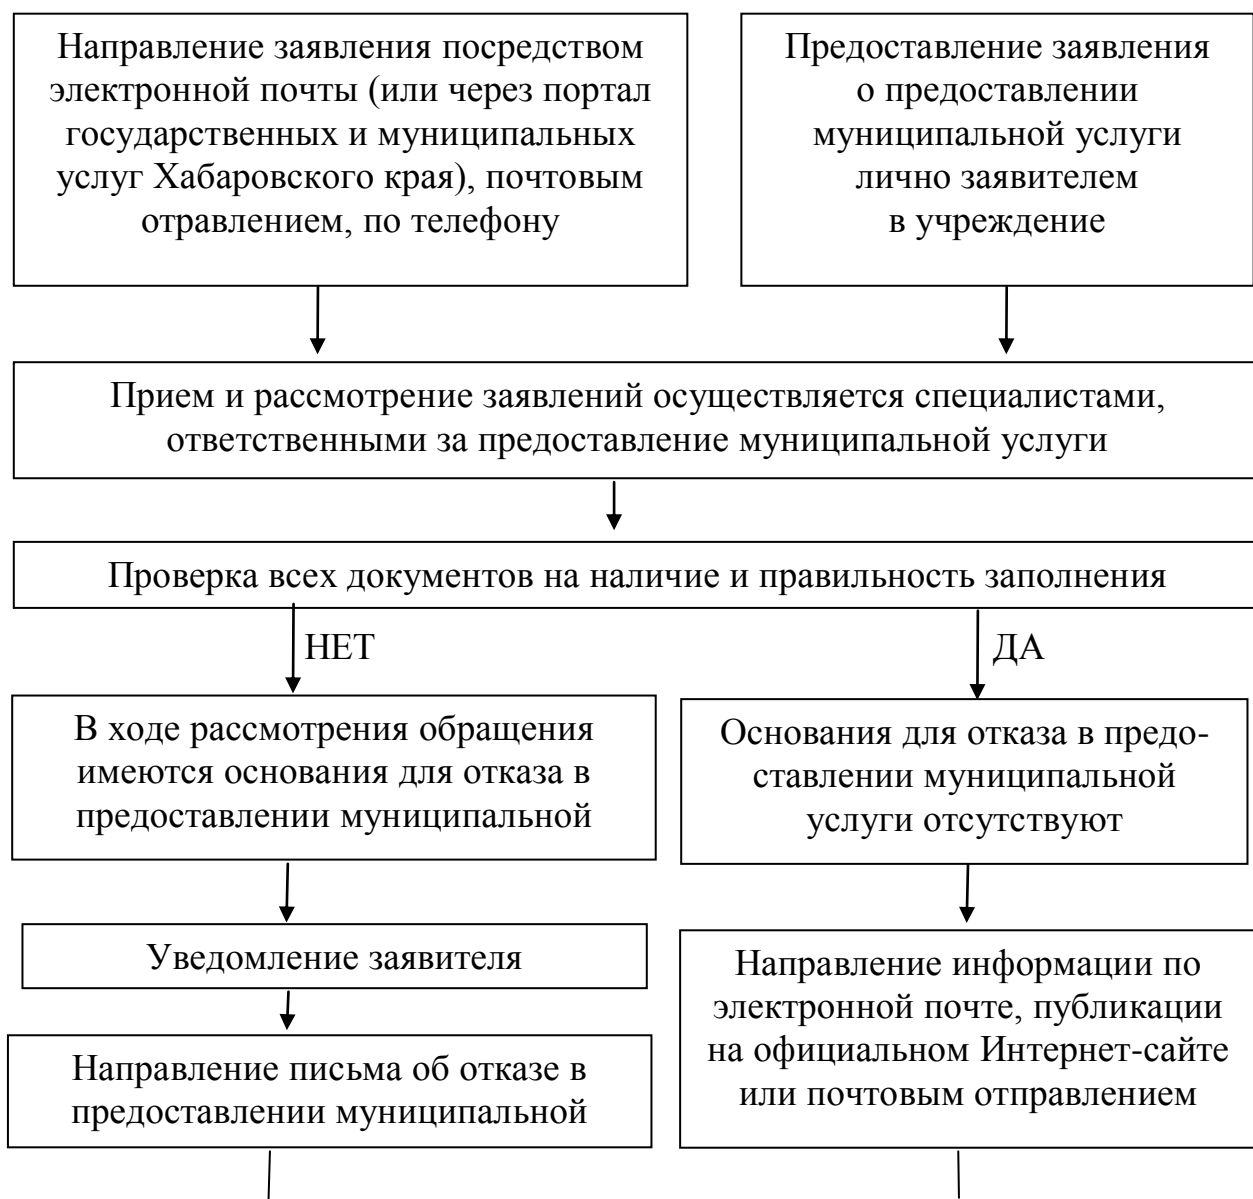 Направление заявления посредством
электронной почты (или через портал
государственных и муниципальных
услуг Хабаровского края), почтовым
отравлением, по телефону
Предоставление заявления
о предоставлении
муниципальной услуги
лично заявителем
в учреждение
Прием и рассмотрение заявлений осуществляется специалистами,
ответственными за предоставление муниципальной услуги
Проверка всех документов на наличие и правильность заполнения
НЕТ
ДА
В ходе рассмотрения обращения
имеются основания для отказа в
предоставлении муниципальной
Основания для отказа в предо-
ставлении муниципальной
услуги отсутствуют
Уведомление заявителя
Направление письма об отказе в
предоставлении муниципальной
Направление информации по
электронной почте, публикации
на официальном Интернет-сайте
или почтовым отправлением